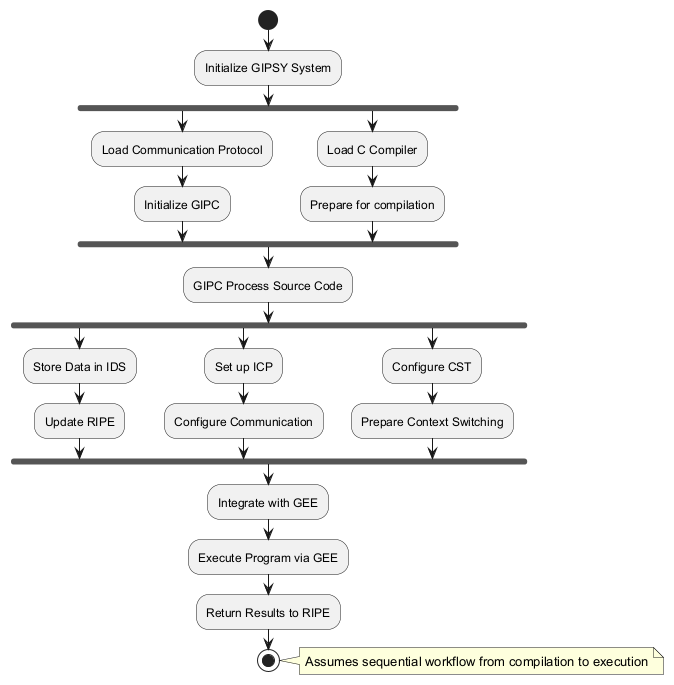 Initialize GIPSY System
Load Communication Protocol
Load C Compiler
Initialize GIPC
Prepare for compilation
GIPC Process Source Code
Store Data in IDS
Set up ICP
Configure CST
Update RIPE
Configure Communication
Prepare Context Switching
Integrate with GEE
Execute Program via GEE
Return Results to RIPE
Assumes sequential workflow from compilation to execution